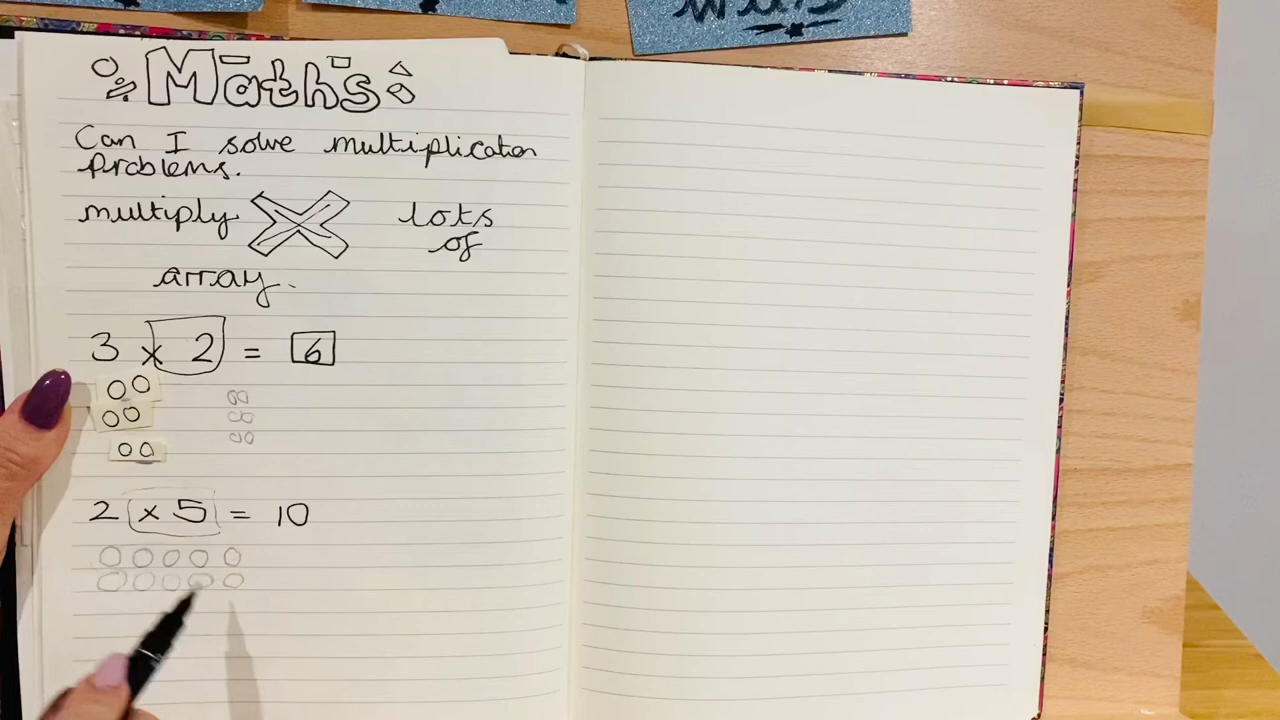 Maths
Can I solve multiplication
problems.
multiply X lots
of
array.
3 x 2 = 6
2 x 5 = 10